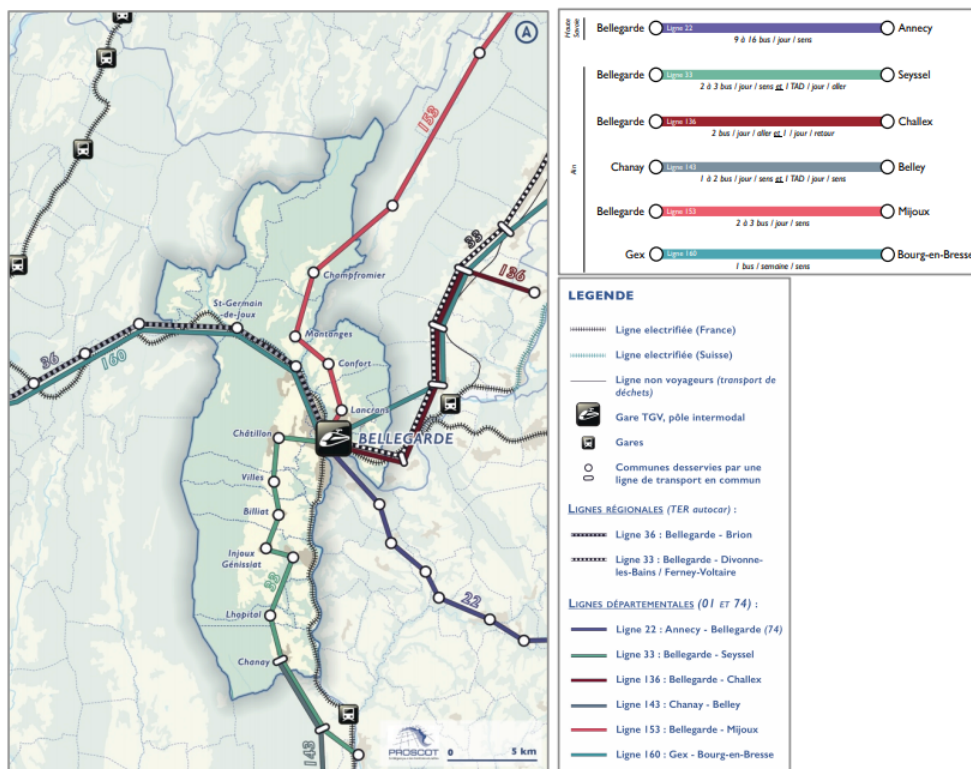 A
153
33
136
Champfromier
St-Germain
-de-Joux
Montanges
36
160
Confort
Lancrans
BELLEGARDE
Châtillon
Villes
Billiat
Injoux
Génissiat
33
22
Lhopital
Chanay
143
PROSCOT
0
5 km
Haute
Savoie
Bellegarde
Ligne 22
Annecy
9 à 16 bus / jour / sens
Ain
Bellegarde
Ligne 33
Seyssel
2 à 3 bus / jour / sens et 1 TAD / jour / aller
Bellegarde
Ligne 136
Challex
2 bus / jour / aller et 1 / jour / retour
Chanay
Ligne 143
Belley
1 à 2 bus / jour / sens et 1 TAD / jour / sens
Bellegarde
Ligne 153
Mijoux
2 à 3 bus / jour / sens
Gex
Ligne 160
Bourg-en-Bresse
1 bus / semaine / sens
LEGENDE
Ligne electrifiée (France)
Ligne electrifiée (Suisse)
Ligne non voyageurs (transport de
déchets)
Gare TGV, pôle intermodal
Gares
Communes desservies par une
ligne de transport en commun
LIGNES RÉGIONALES (TER autocar) :
Ligne 36 : Bellegarde - Brion
Ligne 33 : Bellegarde - Divonne-
les-Bains / Ferney-Voltaire
LIGNES DÉPARTEMENTALES (01 ET 74) :
Ligne 22 : Annecy - Bellegarde (74)
Ligne 33 : Bellegarde - Seyssel
Ligne 136 : Bellegarde - Challex
Ligne 143 : Chanay - Belley
Ligne 153 : Bellegarde - Mijoux
Ligne 160 : Gex - Bourg-en-Bresse